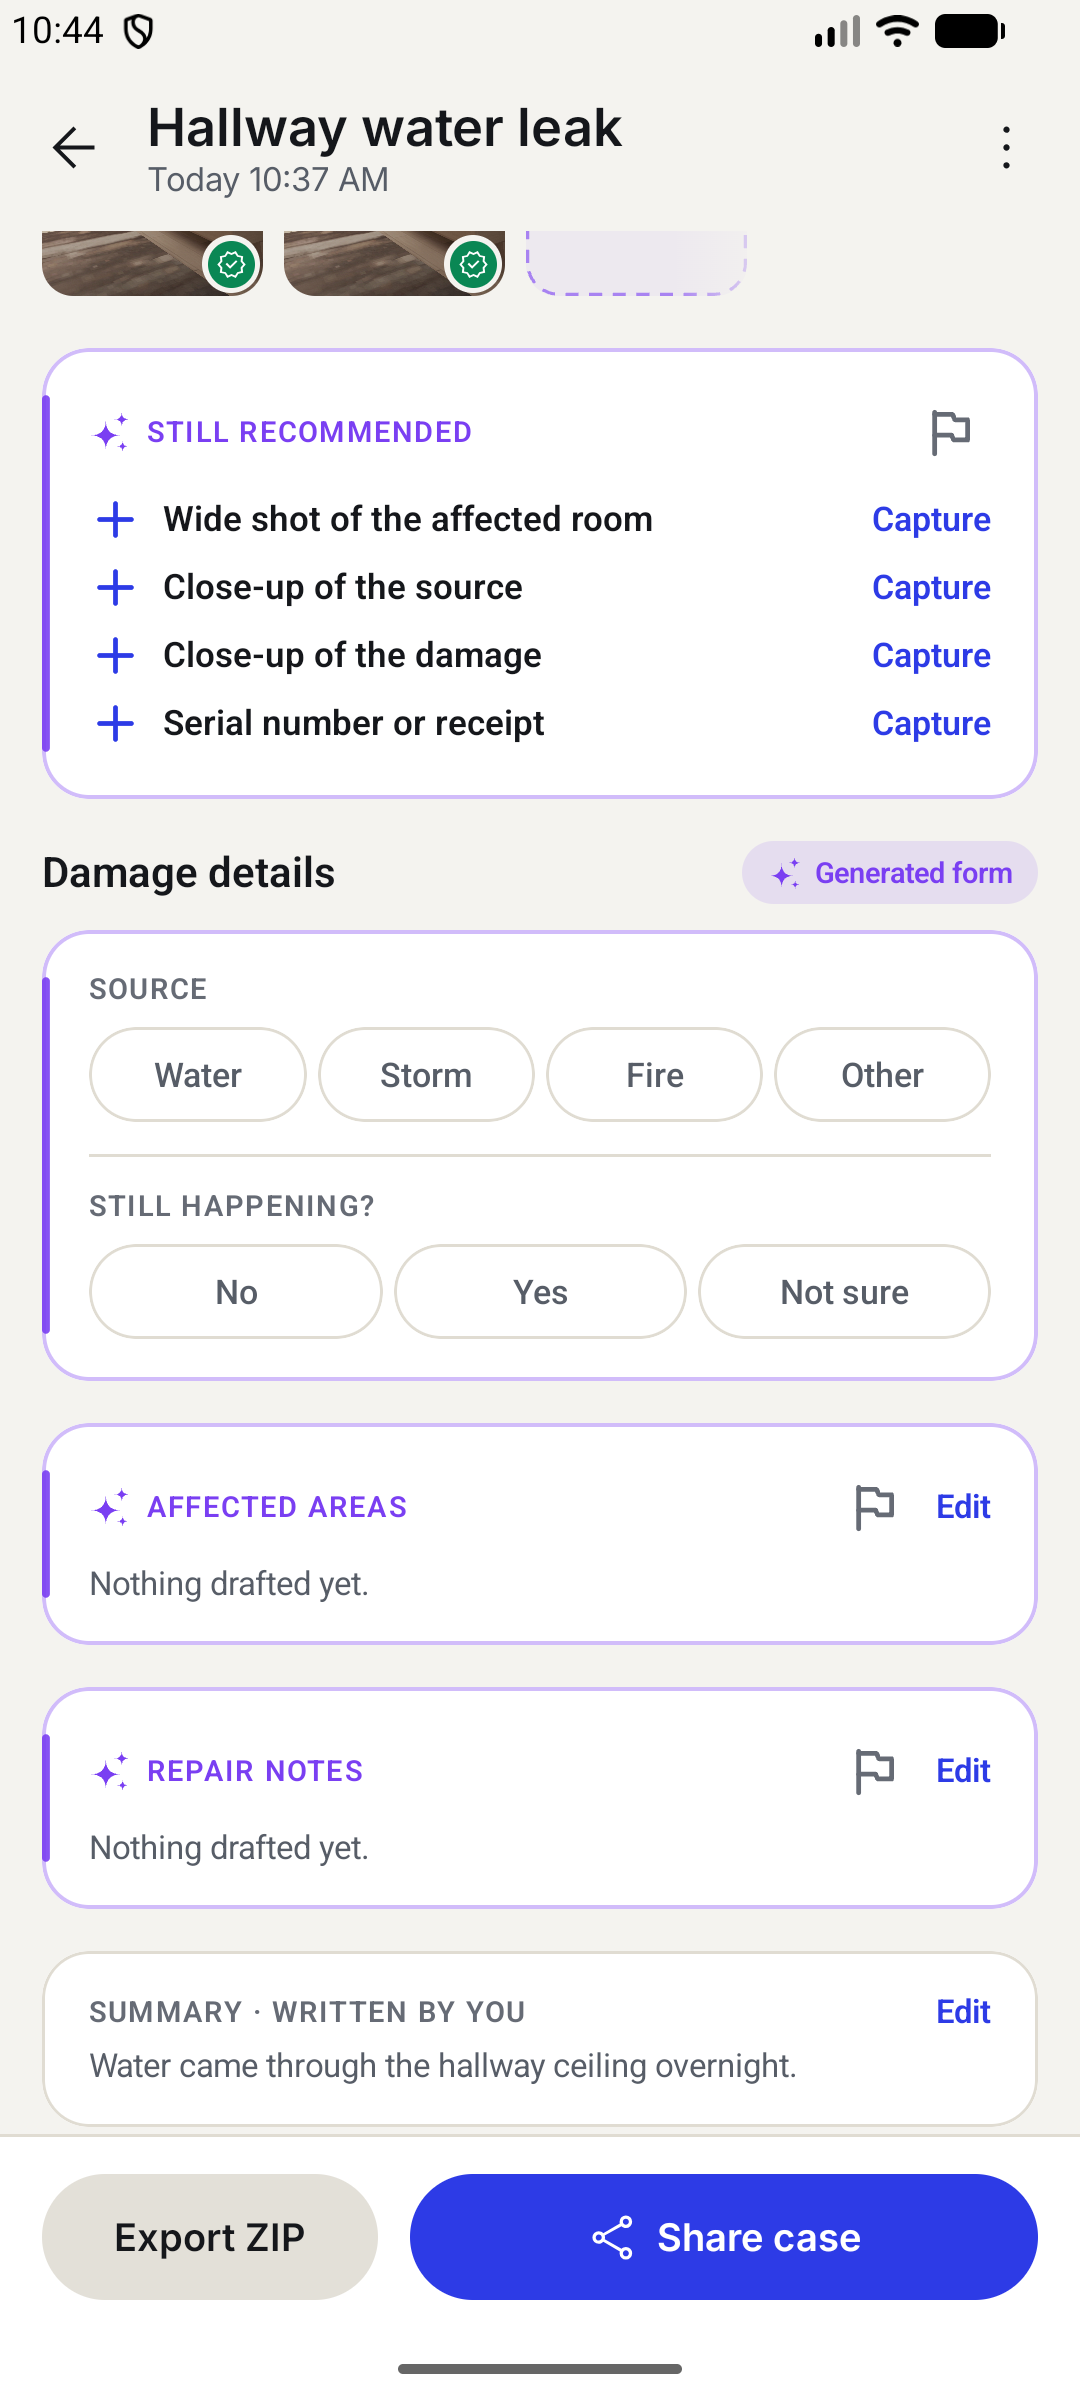 10:44
Hallway water leak
Today 10:37 AM
STILL RECOMMENDED
Wide shot of the affected room Capture
Close-up of the source Capture
Close-up of the damage Capture
Serial number or receipt Capture
Damage details Generated form
SOURCE
Water Storm Fire Other
STILL HAPPENING?
No Yes Not sure
AFFECTED AREAS Edit
Nothing drafted yet.
REPAIR NOTES Edit
Nothing drafted yet.
SUMMARY · WRITTEN BY YOU Edit
Water came through the hallway ceiling overnight.
Export ZIP Share case